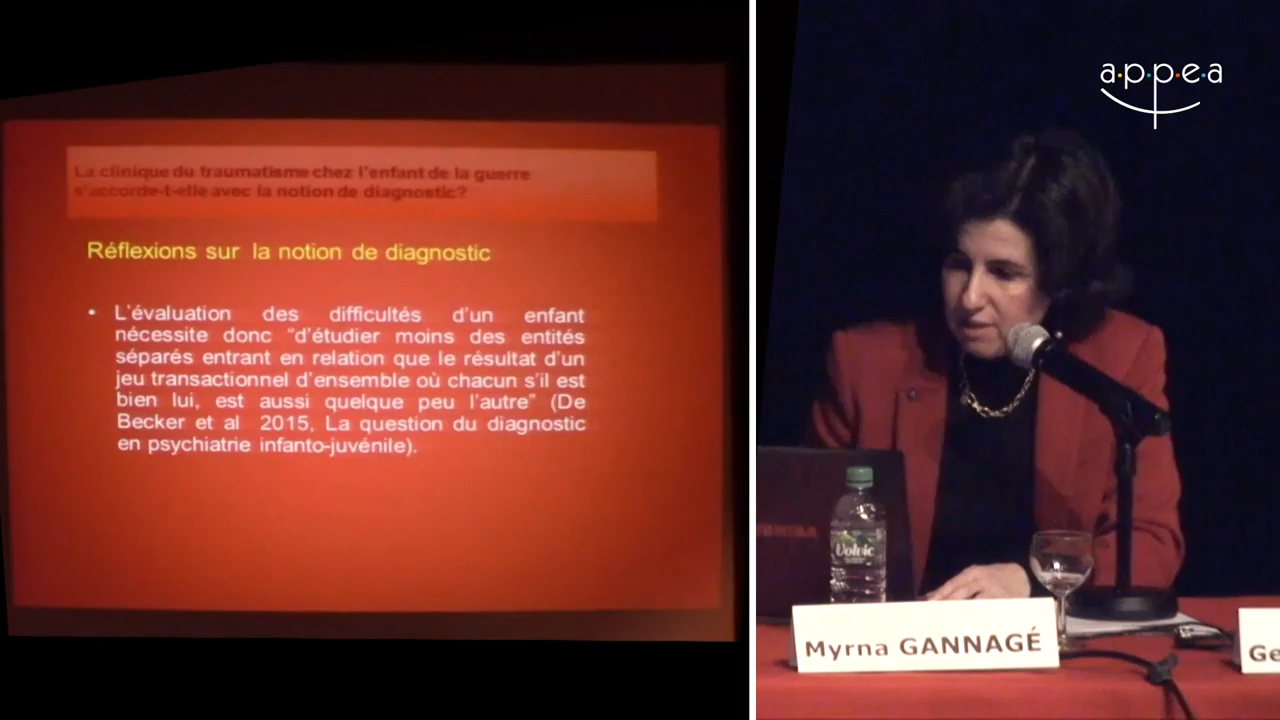 La clinique du traumatisme chez l'enfant de la guerre
s'accorde-t-elle avec la notion de diagnostic?
Réflexions sur la notion de diagnostic
• L'évaluation des difficultés d'un enfant
nécessite donc “d'étudier moins des entités
séparés entrant en relation que le résultat d'un
jeu transactionnel d'ensemble où chacun s'il est
bien lui, est aussi quelque peu l'autre” (De
Becker et al 2015, La question du diagnostic
en psychiatrie infanto-juvénile).
a·p·p·e·a
Volvic
Myrna GANNAGÉ
Ge